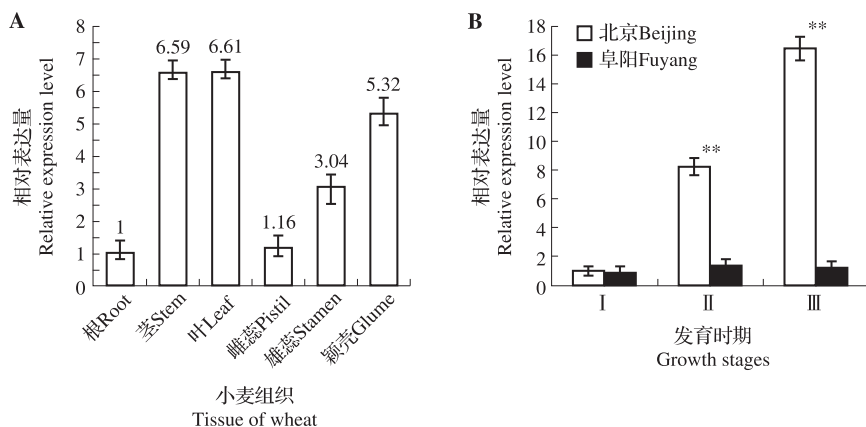 A
相对表达量
Relative expression level
8
7
6
5
4
3
2
1
0
1
6.59
6.61
1.16
3.04
5.32
根Root
茎Stem
叶Leaf
雌蕊Pistil
雄蕊Stamen
颖壳Glume
小麦组织
Tissue of wheat
B
相对表达量
Relative expression level
18
16
14
12
10
8
6
4
2
0
北京Beijing
阜阳Fuyang
**
**
Ⅰ
Ⅱ
Ⅲ
发育时期
Growth stages